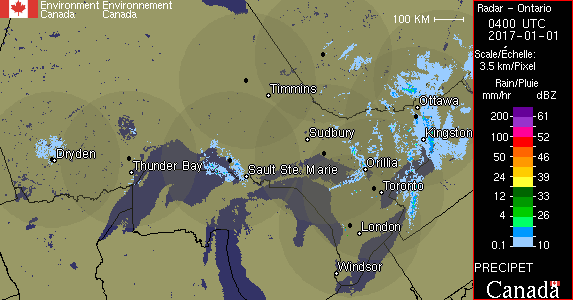 Environment Environnement
Canada Canada
100 KM
Timmins
Ottawa
Sudbury
Kingston
Dryden
Thunder Bay
Sault Ste. Marie
Orillia
Toronto
London
Windsor
Radar - Ontario
0400 UTC
2017-01-01
Scale/Échelle:
3.5 km/Pixel
Rain/Pluie
mm/hr dBZ
200 61
100 52
50 46
24 39
12 33
4 26
1 18
0.1 10
PRECIPET
Canada